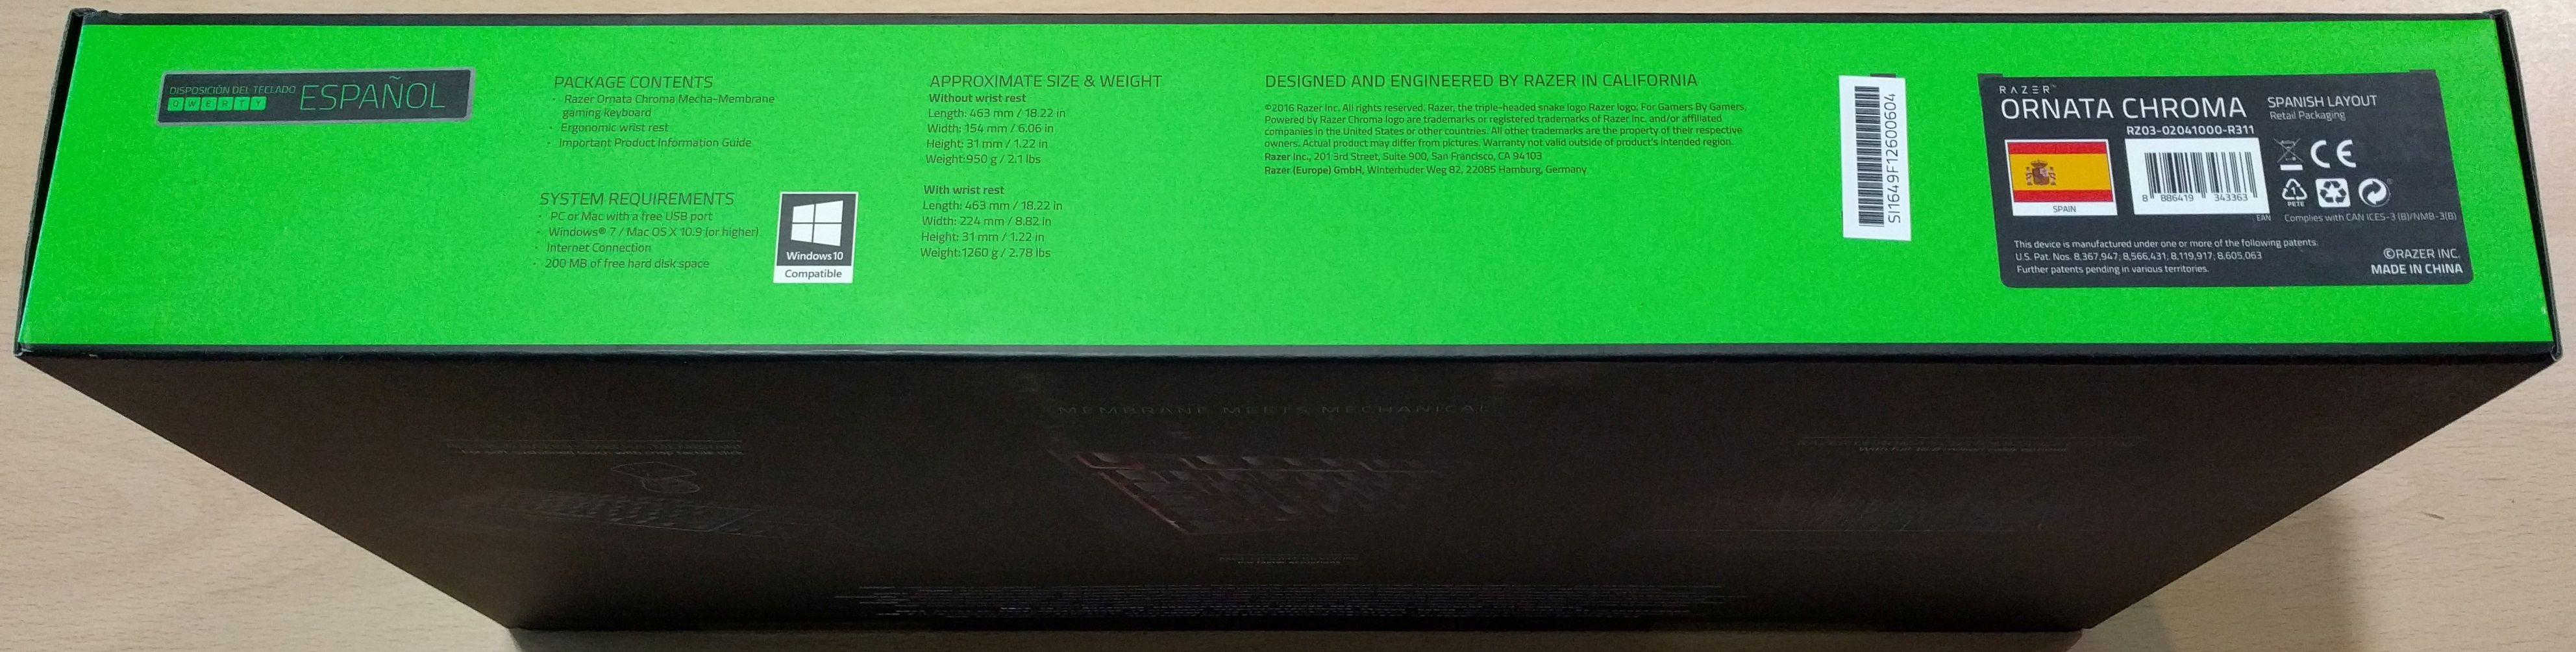 DISPOSICIÓN DEL TECLADO
QWERTY
ESPAÑOL
PACKAGE CONTENTS
· Razer Ornata Chroma Mecha-Membrane
gaming keyboard
· Ergonomic wrist rest
· Important Product Information Guide
SYSTEM REQUIREMENTS
· PC or Mac with a free USB port
· Windows® 7 / Mac OS X 10.9 (or higher)
· Internet Connection
· 200 MB of free hard disk space
Windows 10
Compatible
APPROXIMATE SIZE & WEIGHT
Without wrist rest
Length: 463 mm / 18.22 in
Width: 154 mm / 6.06 in
Height: 31 mm / 1.22 in
Weight:950 g / 2.1 lbs
With wrist rest
Length: 463 mm / 18.22 in
Width: 224 mm / 8.82 in
Height: 31 mm / 1.22 in
Weight:1260 g / 2.78 lbs
DESIGNED AND ENGINEERED BY RAZER IN CALIFORNIA
©2016 Razer Inc. All rights reserved. Razer, the triple-headed snake logo Razer logo, For Gamers By Gamers,
Powered by Razer Chroma logo are trademarks or registered trademarks of Razer Inc. and/or affiliated
companies in the United States or other countries. All other trademarks are the property of their respective
owners. Actual product may differ from pictures. Warranty not valid outside of product's intended region.
Razer Inc., 201 3rd Street, Suite 900, San Francisco, CA 94103
Razer (Europe) GmbH, Winterhuder Weg 82, 22085 Hamburg, Germany
SI1649F12600604
RAZER™
ORNATA CHROMA
SPANISH LAYOUT
Retail Packaging
RZ03-02041000-R311
SPAIN
8 886419 343363
EAN
CE
1
PETE
Complies with CAN ICES-3 (B)/NMB-3(B)
This device is manufactured under one or more of the following patents:
U.S. Pat. Nos. 8,367,947; 8,566,431; 8,119,917; 8,605,063
Further patents pending in various territories.
©RAZER INC.
MADE IN CHINA
MEMBRANE MEETS MECHANICAL